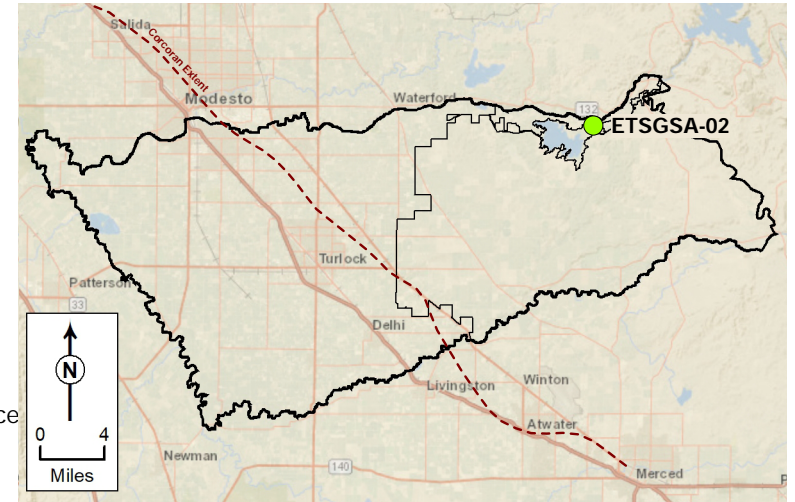 Salida
Corcoran Extent
Modesto
Waterford
132
ETSGSA-02
Turlock
Patterson
33
Delhi
N
Livingston
Winton
ce
0 4
Miles
Atwater
Newman
140
Merced
P